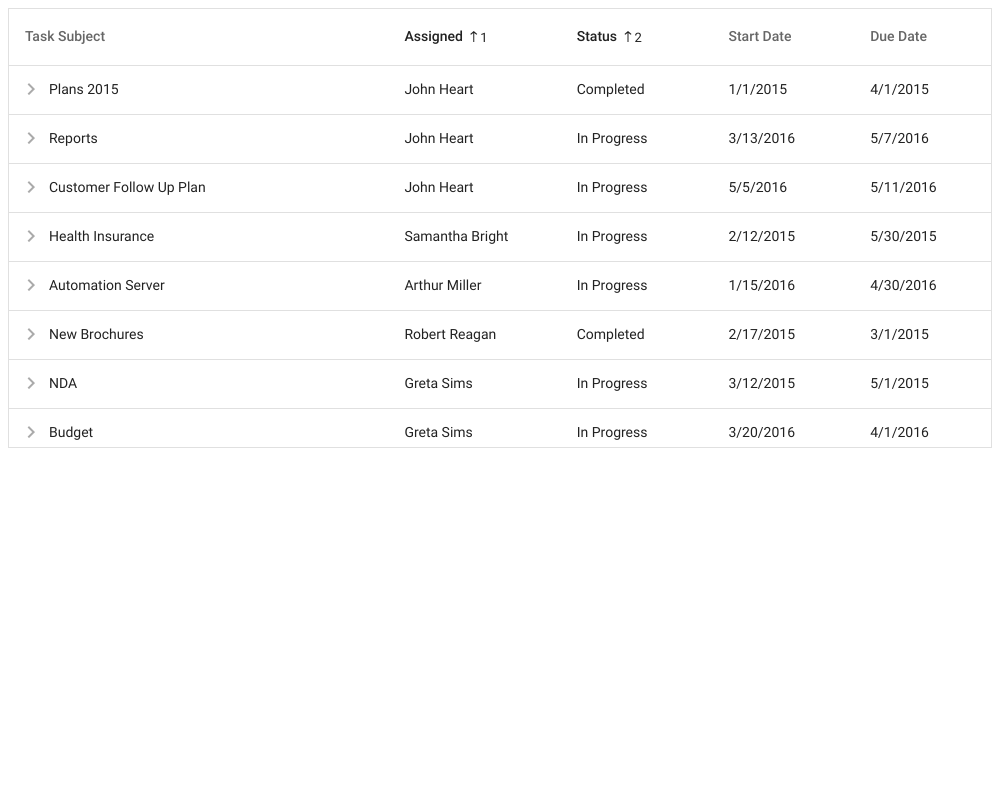 Task Subject Assigned ↑1 Status ↑2 Start Date Due Date
Plans 2015 John Heart Completed 1/1/2015 4/1/2015
Reports John Heart In Progress 3/13/2016 5/7/2016
Customer Follow Up Plan John Heart In Progress 5/5/2016 5/11/2016
Health Insurance Samantha Bright In Progress 2/12/2015 5/30/2015
Automation Server Arthur Miller In Progress 1/15/2016 4/30/2016
New Brochures Robert Reagan Completed 2/17/2015 3/1/2015
NDA Greta Sims In Progress 3/12/2015 5/1/2015
Budget Greta Sims In Progress 3/20/2016 4/1/2016